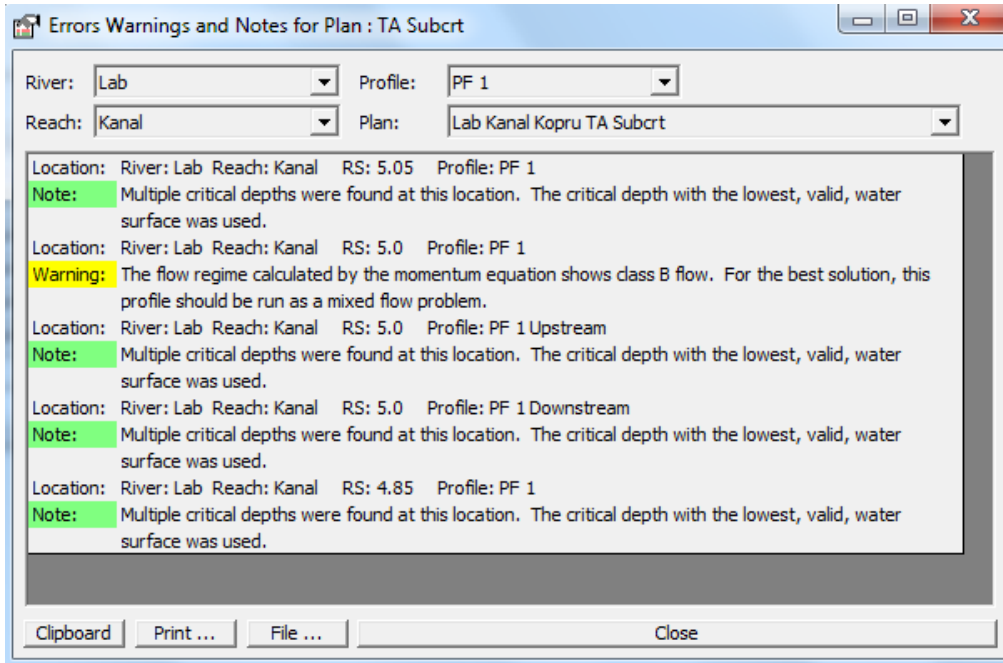 Errors Warnings and Notes for Plan : TA Subcrt
River: Lab Profile: PF 1
Reach: Kanal Plan: Lab Kanal Kopru TA Subcrt
Location: River: Lab Reach: Kanal RS: 5.05 Profile: PF 1
Note: Multiple critical depths were found at this location. The critical depth with the lowest, valid, water
surface was used.
Location: River: Lab Reach: Kanal RS: 5.0 Profile: PF 1
Warning: The flow regime calculated by the momentum equation shows class B flow. For the best solution, this
profile should be run as a mixed flow problem.
Location: River: Lab Reach: Kanal RS: 5.0 Profile: PF 1 Upstream
Note: Multiple critical depths were found at this location. The critical depth with the lowest, valid, water
surface was used.
Location: River: Lab Reach: Kanal RS: 5.0 Profile: PF 1 Downstream
Note: Multiple critical depths were found at this location. The critical depth with the lowest, valid, water
surface was used.
Location: River: Lab Reach: Kanal RS: 4.85 Profile: PF 1
Note: Multiple critical depths were found at this location. The critical depth with the lowest, valid, water
surface was used.
Clipboard Print ... File ... Close